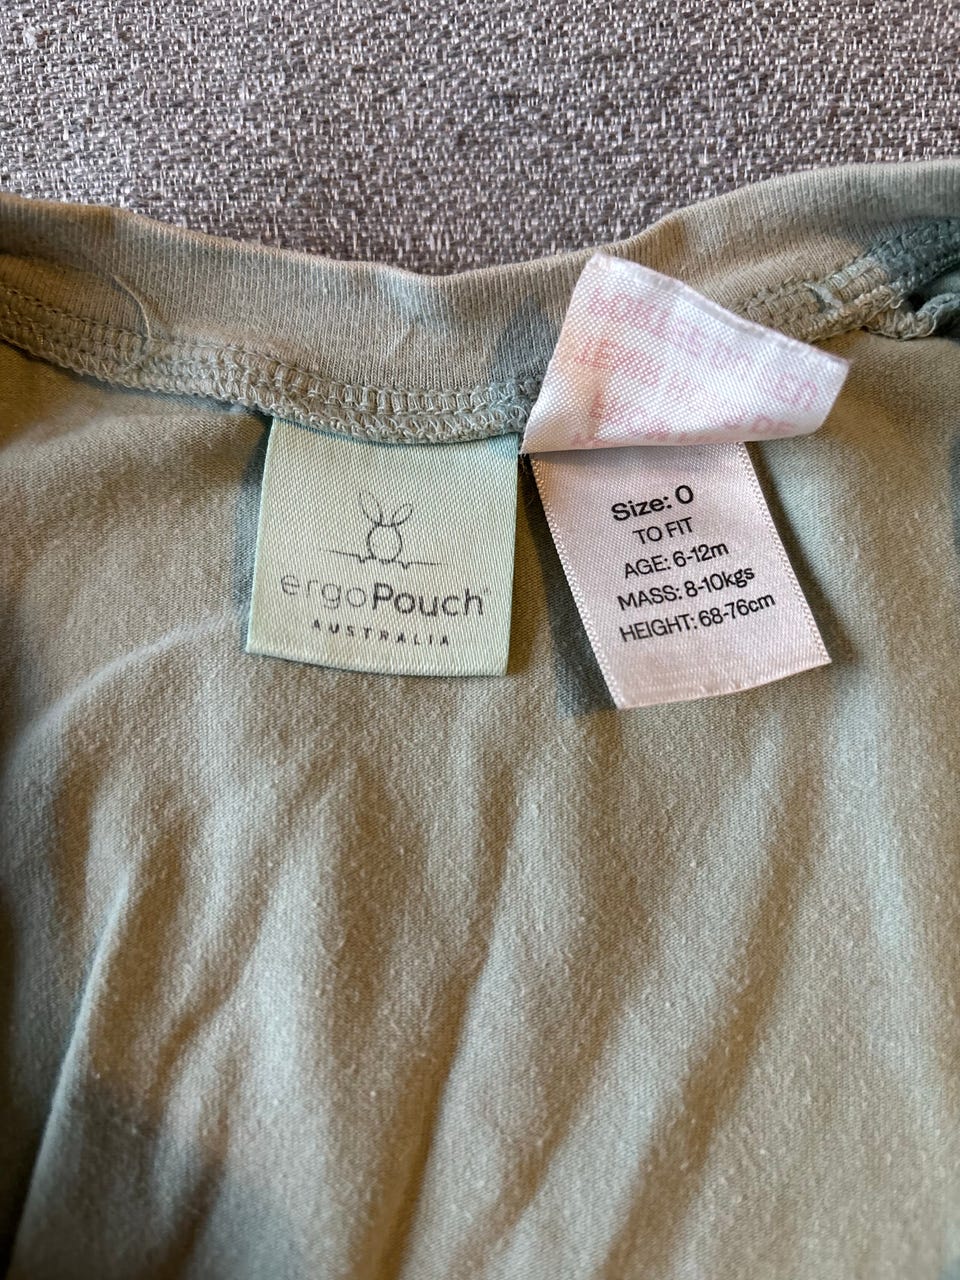 ergoPouch
AUSTRALIA
Size: 0
TO FIT
AGE: 6-12m
MASS: 8-10kgs
HEIGHT: 68-76cm